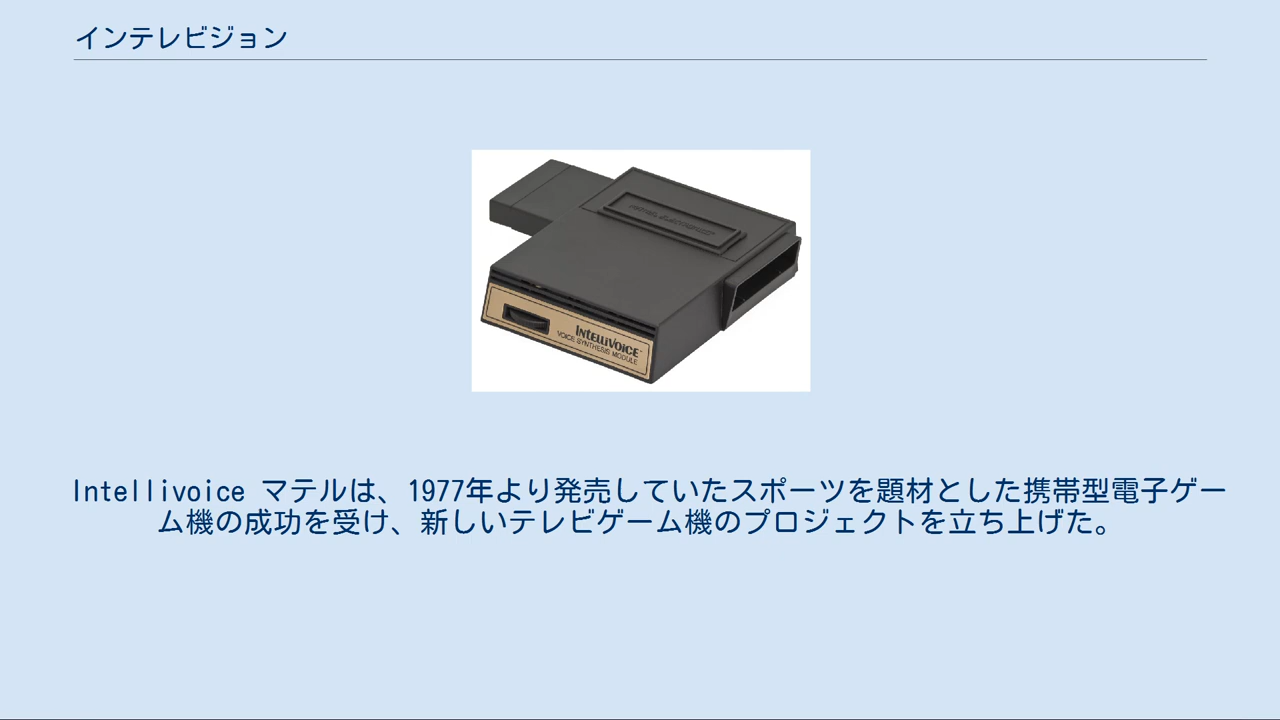 インテレビジョン
INTELLIVOICE
VOICE SYNTHESIS MODULE
Intellivoice マテルは、1977年より発売していたスポーツを題材とした携帯型電子ゲー
ム機の成功を受け、新しいテレビゲーム機のプロジェクトを立ち上げた。